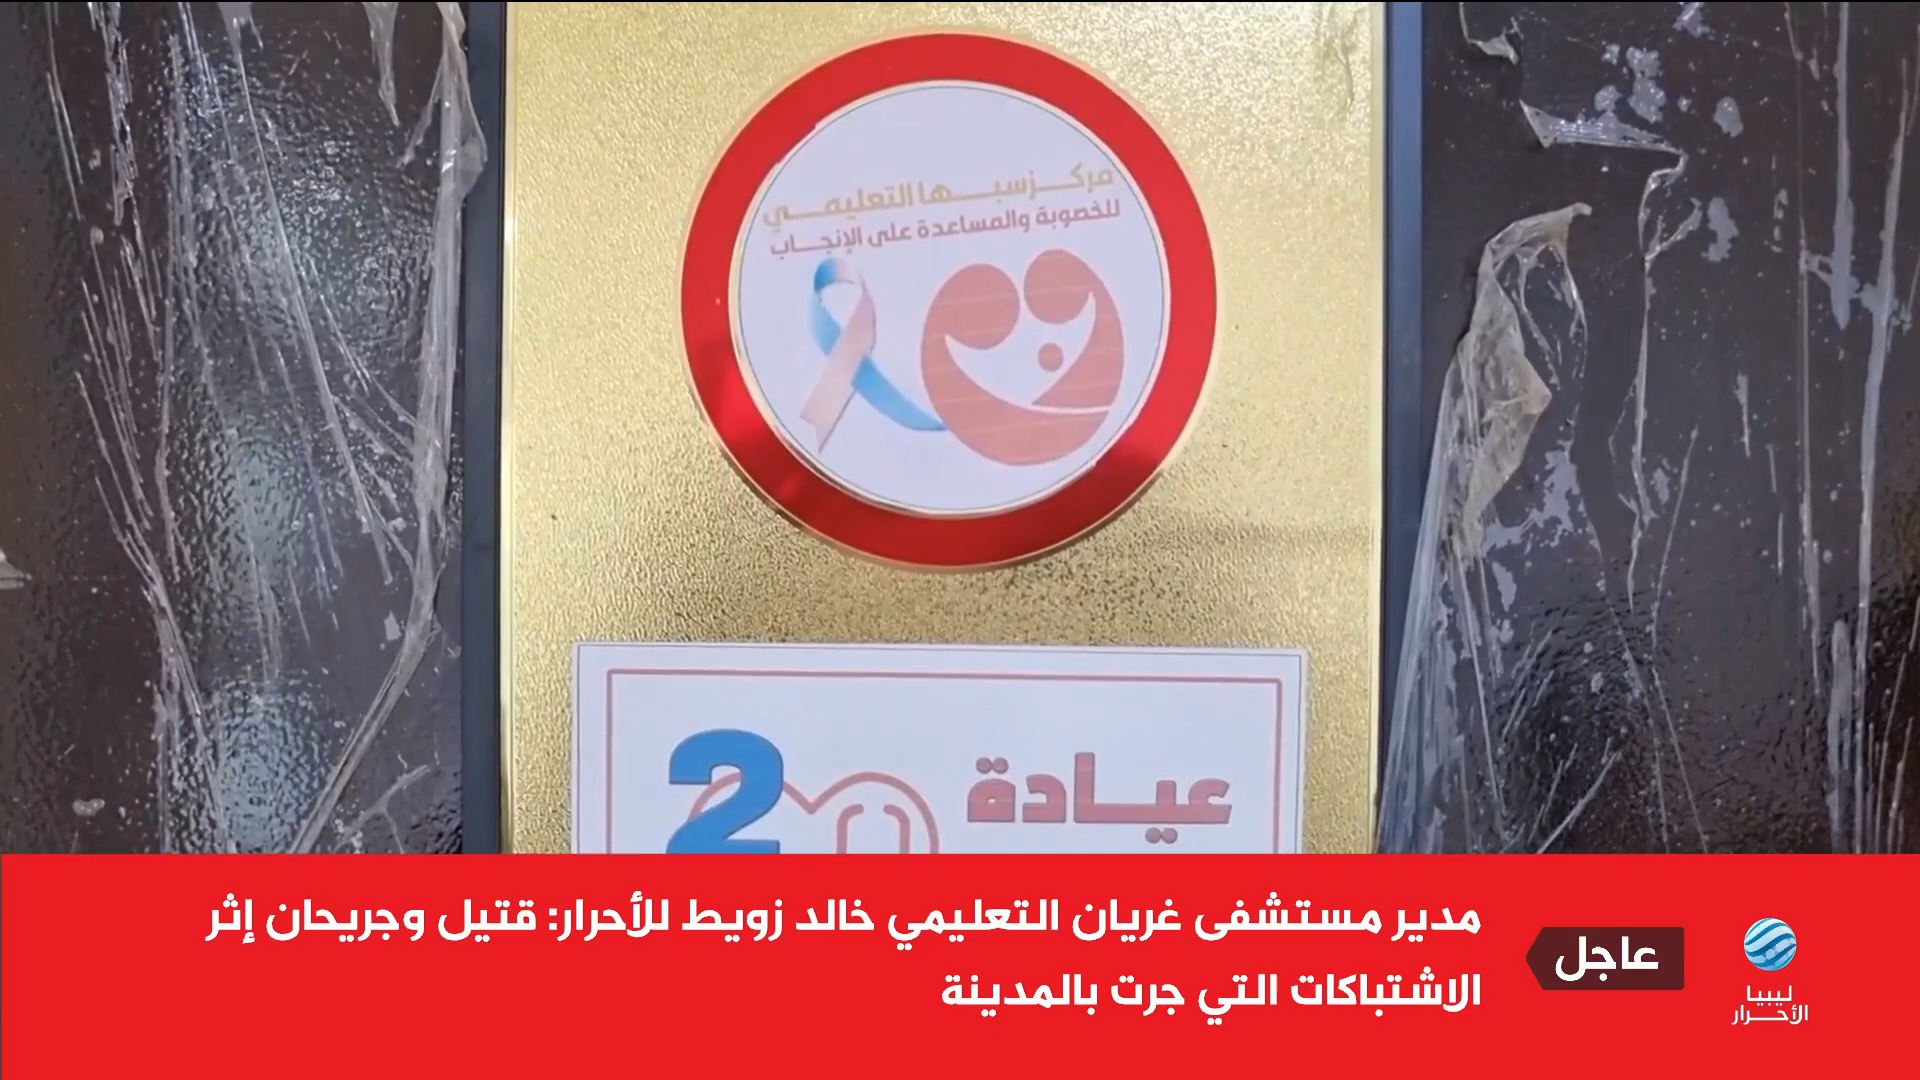 مركز سبها التعليمي
للخصوبة والمساعدة على الإنجاب
عيادة 2
مدير مستشفى غريان التعليمي خالد زويط للأحرار: قتيل وجريحان إثر
الاشتباكات التي جرت بالمدينة
عاجل
ليبيا
الأحرار